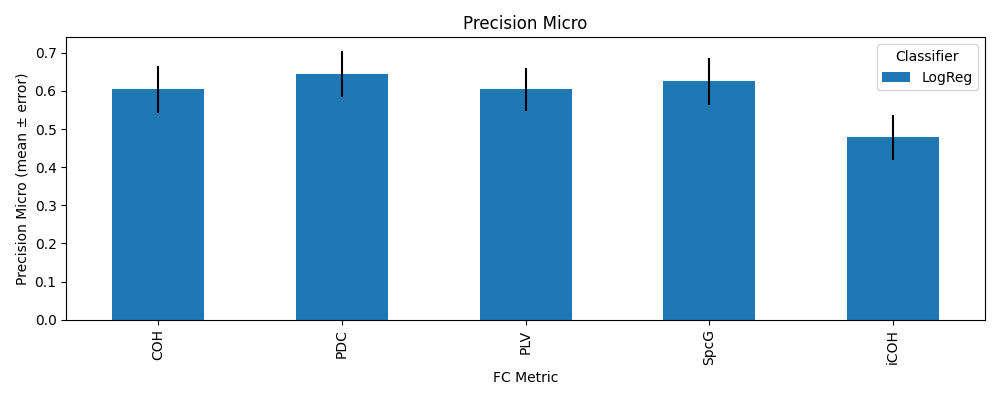 Precision Micro
Precision Micro (mean ± error)
0.7
0.6
0.5
0.4
0.3
0.2
0.1
0.0
Classifier
LogReg
COH
PDC
PLV
SpcG
iCOH
FC Metric